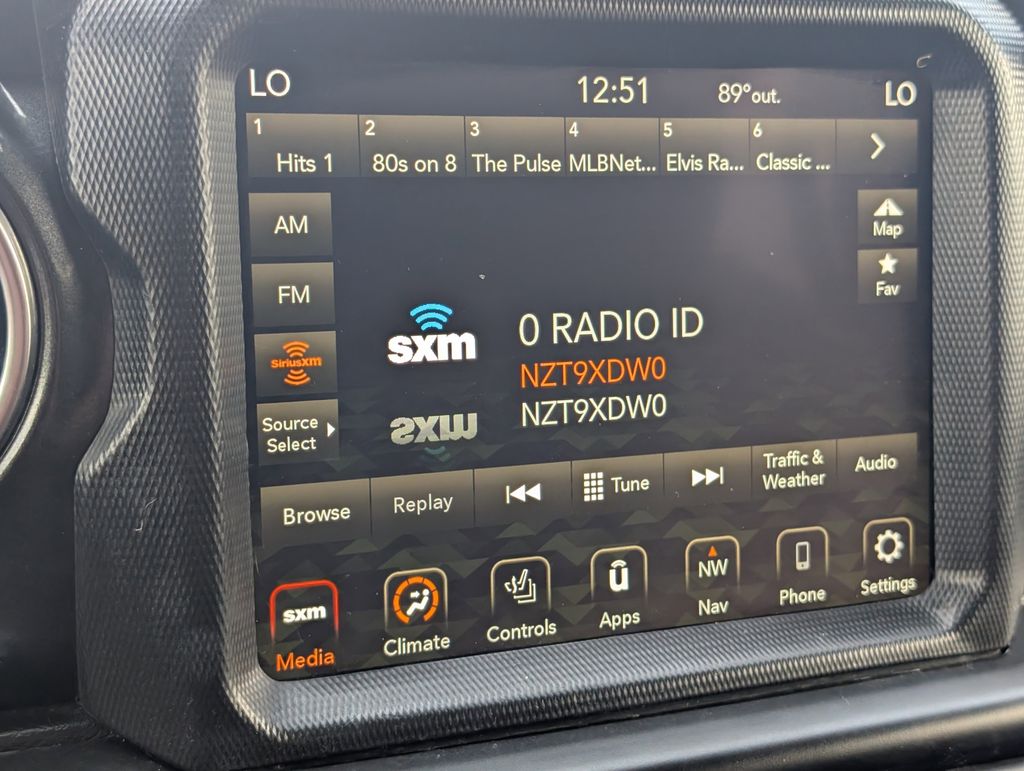 LO 12:51 89°out. LO
1 2 3 4 5 6
Hits 1 80s on 8 The Pulse MLBNet... Elvis Ra... Classic ...
AM
Map
FM
Fav
sxm 0 RADIO ID
SiriusXM
NZT9XDW0
NZT9XDW0
Source
Select
sxm
Browse Replay Tune Traffic &
Weather
Audio
sxm
Media
Climate
Controls
ū
Apps
NW
Nav
Phone
Settings